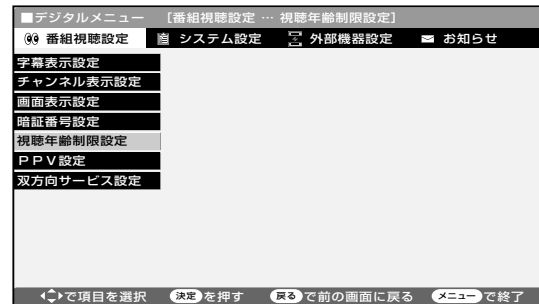 ■デジタルメニュー [番組視聴設定 … 視聴年齢制限設定]
番組視聴設定 システム設定 外部機器設定 お知らせ
字幕表示設定
チャンネル表示設定
画面表示設定
暗証番号設定
視聴年齢制限設定
PPV設定
双方向サービス設定
で項目を選択 決定を押す 戻るで前の画面に戻る メニューで終了